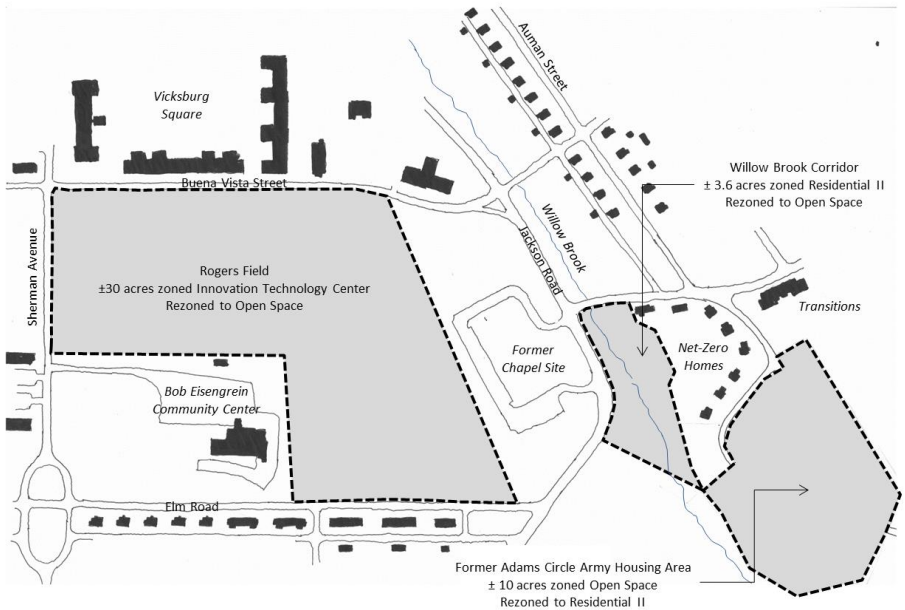 Auman Street
Vicksburg
Square
Buena Vista Street
Willow Brook Corridor
± 3.6 acres zoned Residential II
Rezoned to Open Space
Willow Brook
Jackson Road
Sherman Avenue
Rogers Field
±30 acres zoned Innovation Technology Center
Rezoned to Open Space
Transitions
Former
Chapel Site
Net-Zero
Homes
Bob Eisengrein
Community Center
Elm Road
Former Adams Circle Army Housing Area
± 10 acres zoned Open Space
Rezoned to Residential II